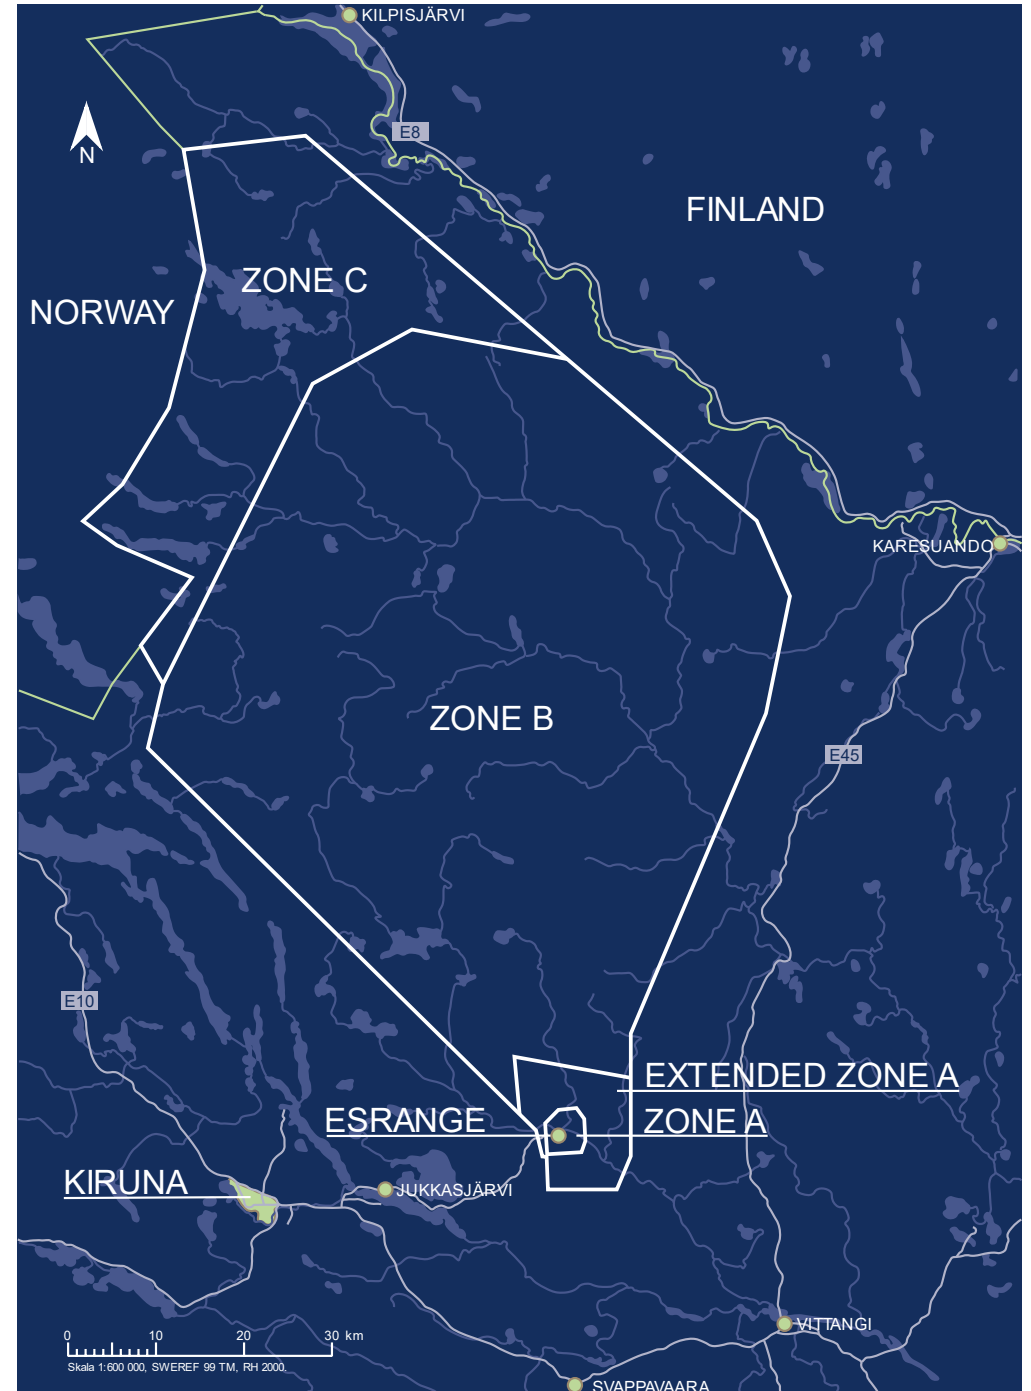 KILPISJÄRVI
E8
N
FINLAND
ZONE C
NORWAY
KARESUANDO
ZONE B
E45
E10
EXTENDED ZONE A
ESRANGE
ZONE A
KIRUNA
JUKKASJÄRVI
VITTANGI
0 10 20 30 km
Skala 1:600 000, SWEREF 99 TM, RH 2000.
SVAPPAVAARA